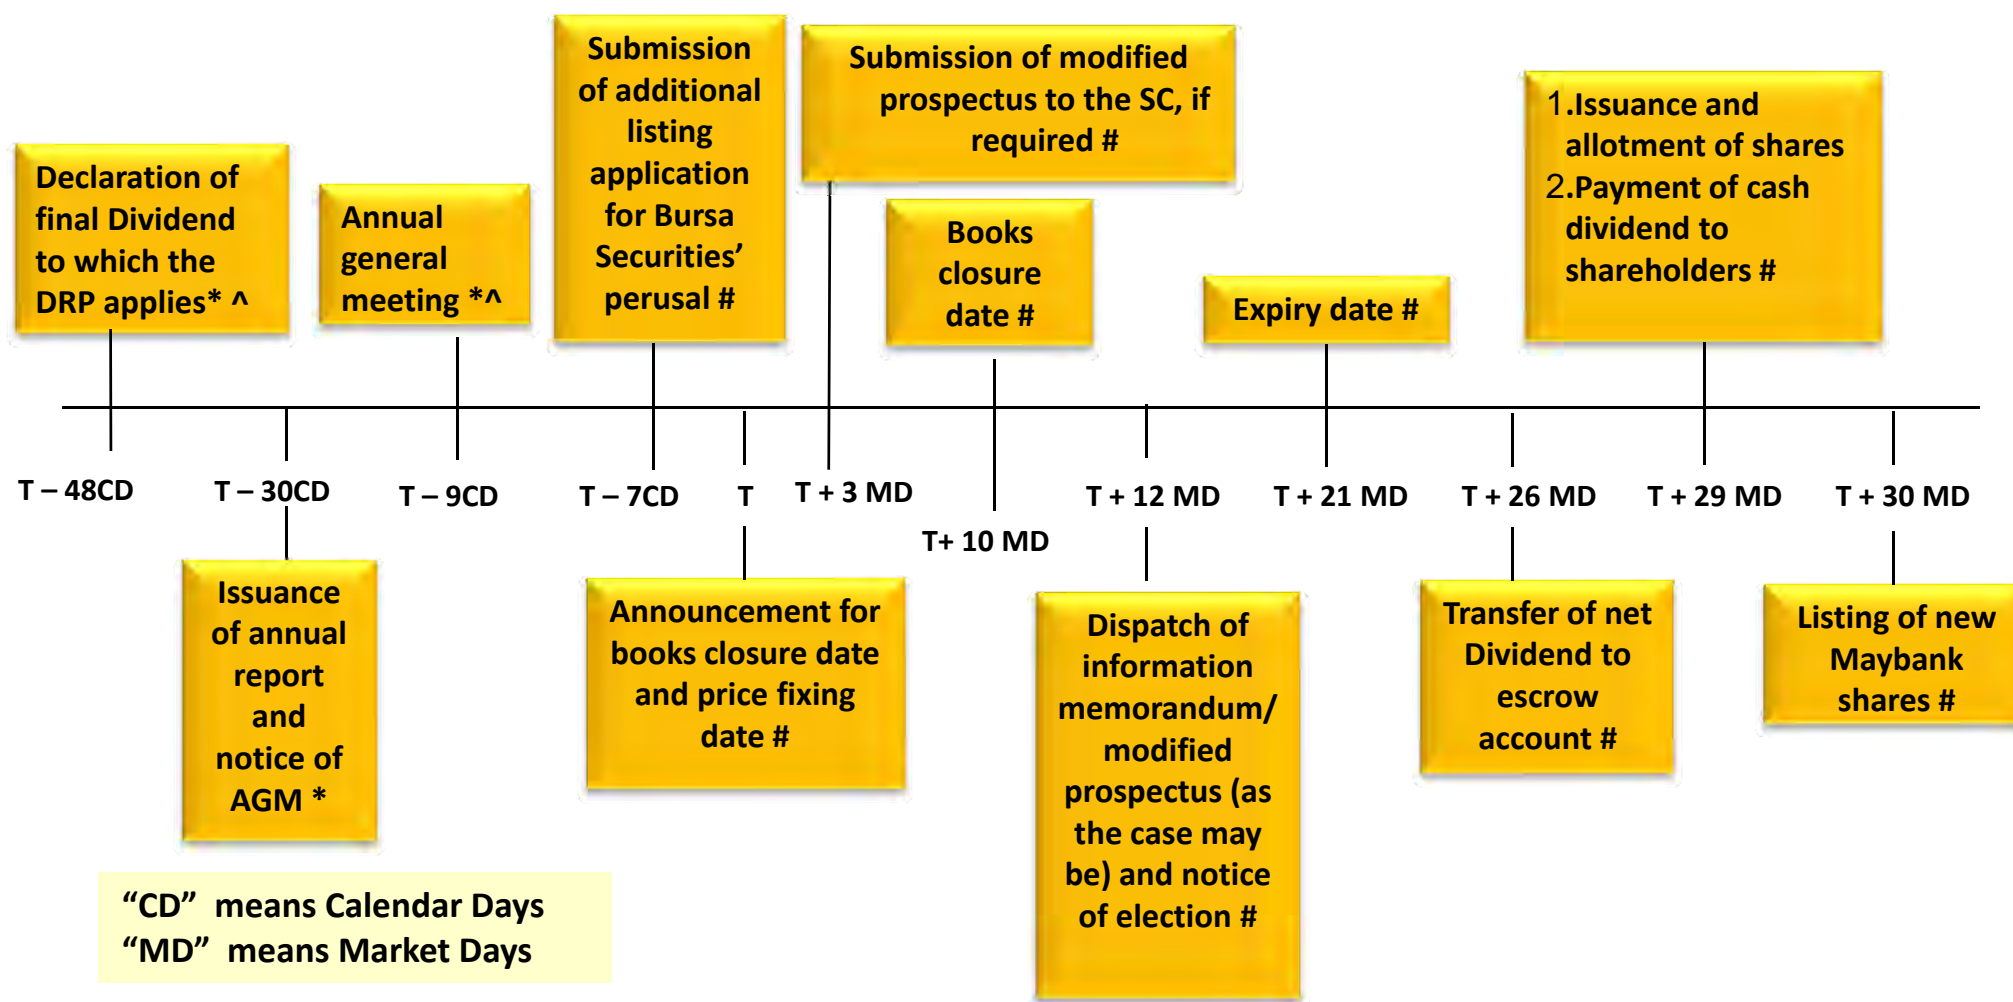 Declaration of
final Dividend
to which the
DRP applies* ^
Annual
general
meeting *^
Submission
of additional
listing
application
for Bursa
Securities’
perusal #
Submission of modified
prospectus to the SC, if
required #
Books
closure
date #
Expiry date #
1.Issuance and
allotment of shares
2.Payment of cash
dividend to
shareholders #
T – 48CD
T – 30CD
T – 9CD
T – 7CD
T
T + 3 MD
T+ 10 MD
T + 12 MD
T + 21 MD
T + 26 MD
T + 29 MD
T + 30 MD
Issuance
of annual
report
and
notice of
AGM *
Announcement for
books closure date
and price fixing
date #
Dispatch of
information
memorandum/
modified
prospectus (as
the case may
be) and notice
of election #
Transfer of net
Dividend to
escrow
account #
Listing of new
Maybank
shares #
“CD” means Calendar Days
“MD” means Market Days